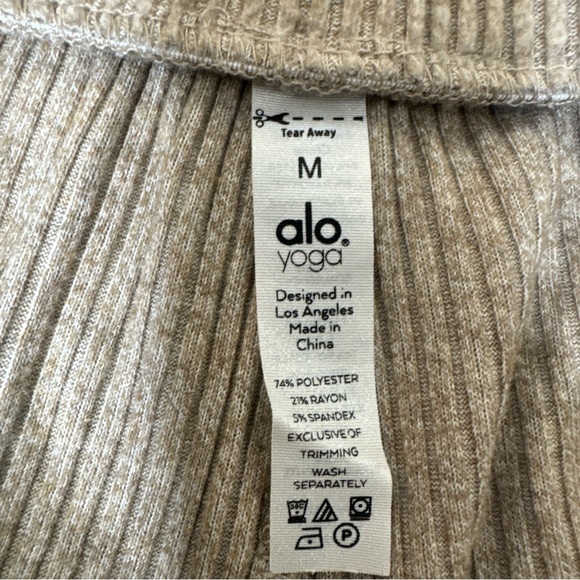 Tear Away
M
alo®
yoga
Designed in
Los Angeles
Made in
China
74% POLYESTER
21% RAYON
5% SPANDEX
EXCLUSIVE OF
TRIMMING
WASH
SEPARATELY
P